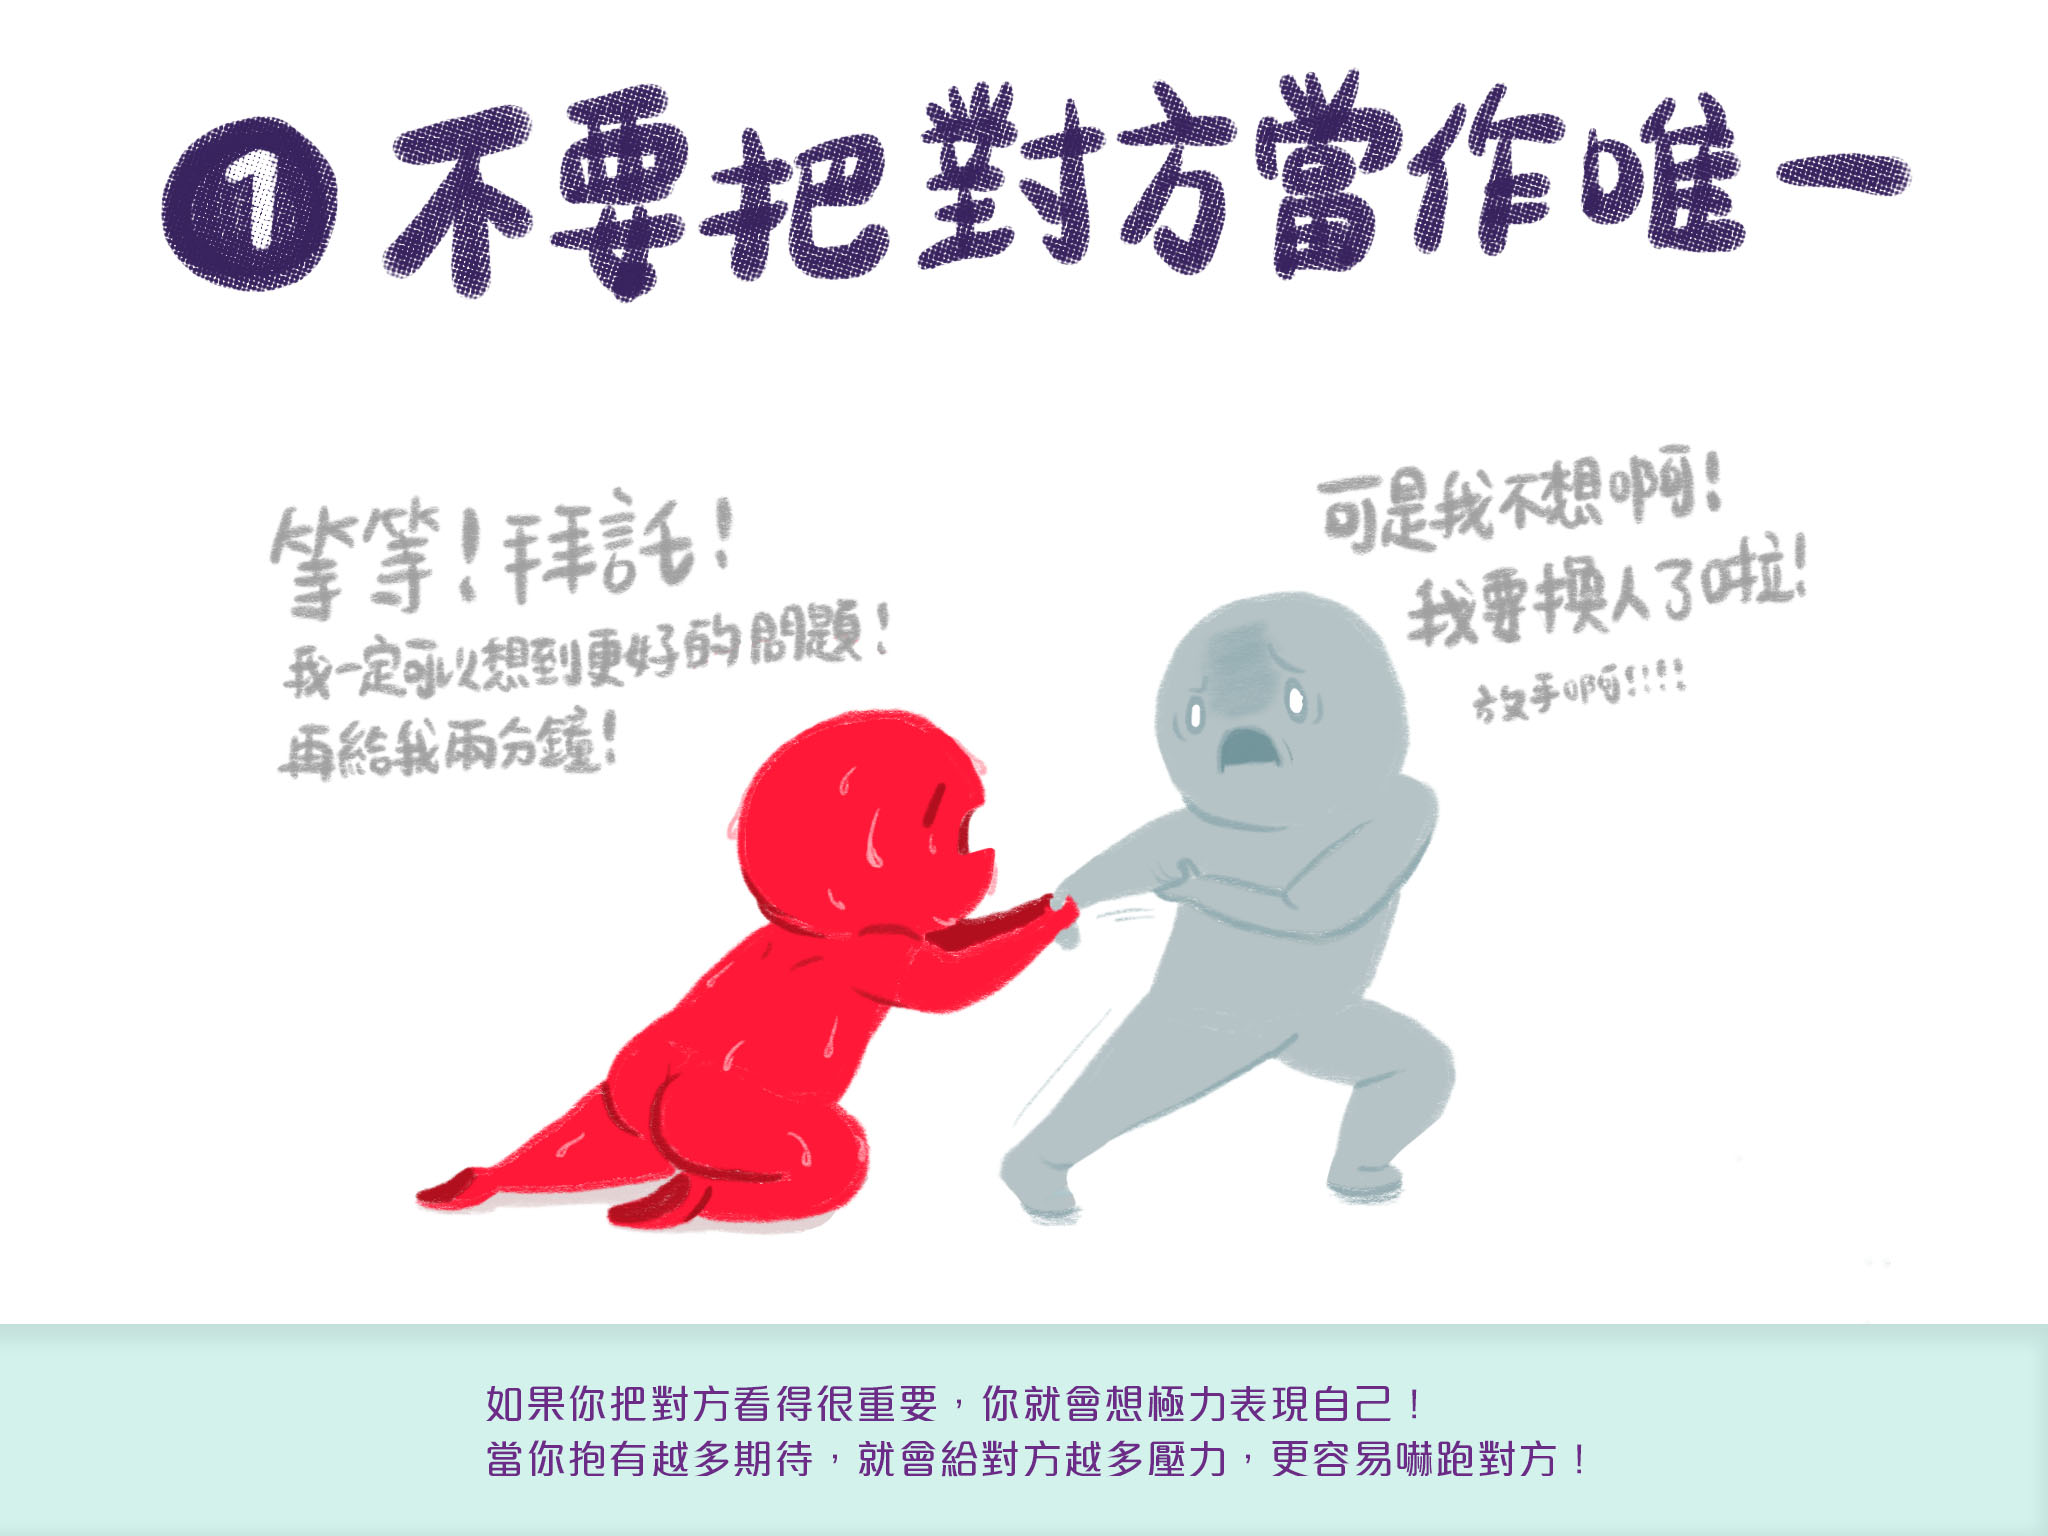 1 不要把對方當作唯一
等等！拜託！
我一定可以想到更好的問題！
再給我兩分鐘！
可是我不想啊！
我要換人了啦！
放手啊！！！！
如果你把對方看得很重要，你就會想極力表現自己！
當你抱有越多期待，就會給對方越多壓力，更容易嚇跑對方！